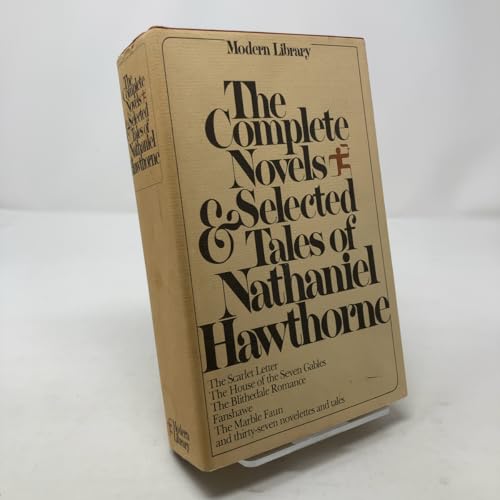 Modern Library
The
Complete
Novels
& Selected
Tales of
Nathaniel
Hawthorne
The Scarlet Letter
The House of the Seven Gables
The Blithedale Romance
Fanshawe
The Marble Faun
and thirty-seven novelettes and tales
The
Complete
Novels
& Selected
Tales of
Nathaniel
Hawthorne
Modern
Library